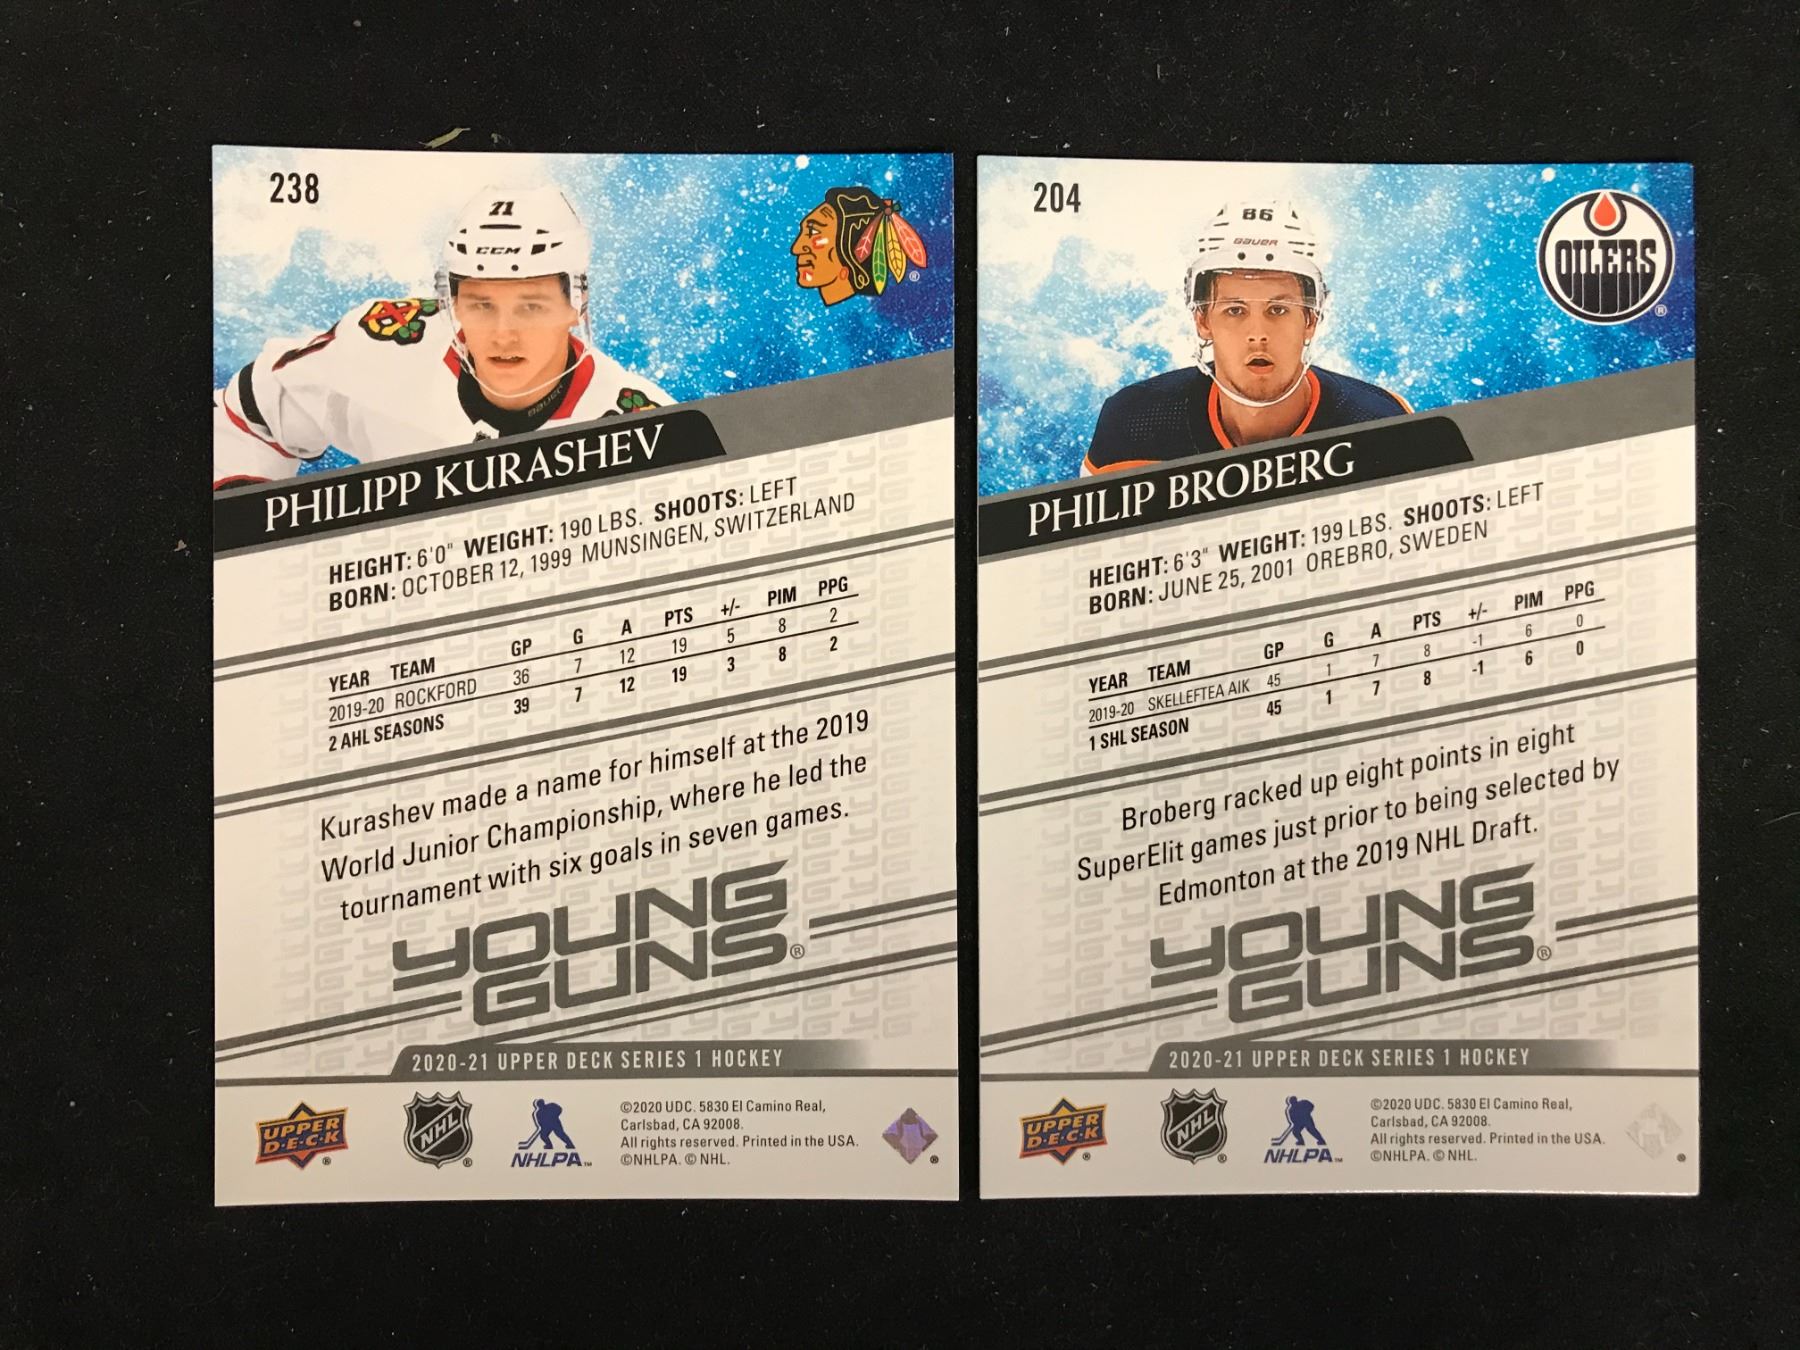 238
71
CCM
BAUER
PHILIPP KURASHEV
HEIGHT: 6'0" WEIGHT: 190 LBS. SHOOTS: LEFT
BORN: OCTOBER 12, 1999 MUNSINGEN, SWITZERLAND
YEAR TEAM GP G A PTS +/- PIM PPG
2019-20 ROCKFORD 36 7 12 19 5 8 2
2 AHL SEASONS 39 7 12 19 3 8 2
Kurashev made a name for himself at the 2019
World Junior Championship, where he led the
tournament with six goals in seven games.
YOUNG
GUNS®
2020-21 UPPER DECK SERIES 1 HOCKEY
UPPER
D·E·C·K®
NHL®
NHLPA™
©2020 UDC. 5830 El Camino Real,
Carlsbad, CA 92008.
All rights reserved. Printed in the USA.
©NHLPA. © NHL.
204
86
BAUER
OILERS®
PHILIP BROBERG
HEIGHT: 6'3" WEIGHT: 199 LBS. SHOOTS: LEFT
BORN: JUNE 25, 2001 OREBRO, SWEDEN
YEAR TEAM GP G A PTS +/- PIM PPG
2019-20 SKELLEFTEA AIK 45 1 7 8 -1 6 0
1 SHL SEASON 45 1 7 8 -1 6 0
Broberg racked up eight points in eight
SuperElit games just prior to being selected by
Edmonton at the 2019 NHL Draft.
YOUNG
GUNS®
2020-21 UPPER DECK SERIES 1 HOCKEY
UPPER
D·E·C·K®
NHL®
NHLPA™
©2020 UDC. 5830 El Camino Real,
Carlsbad, CA 92008.
All rights reserved. Printed in the USA.
©NHLPA. © NHL.